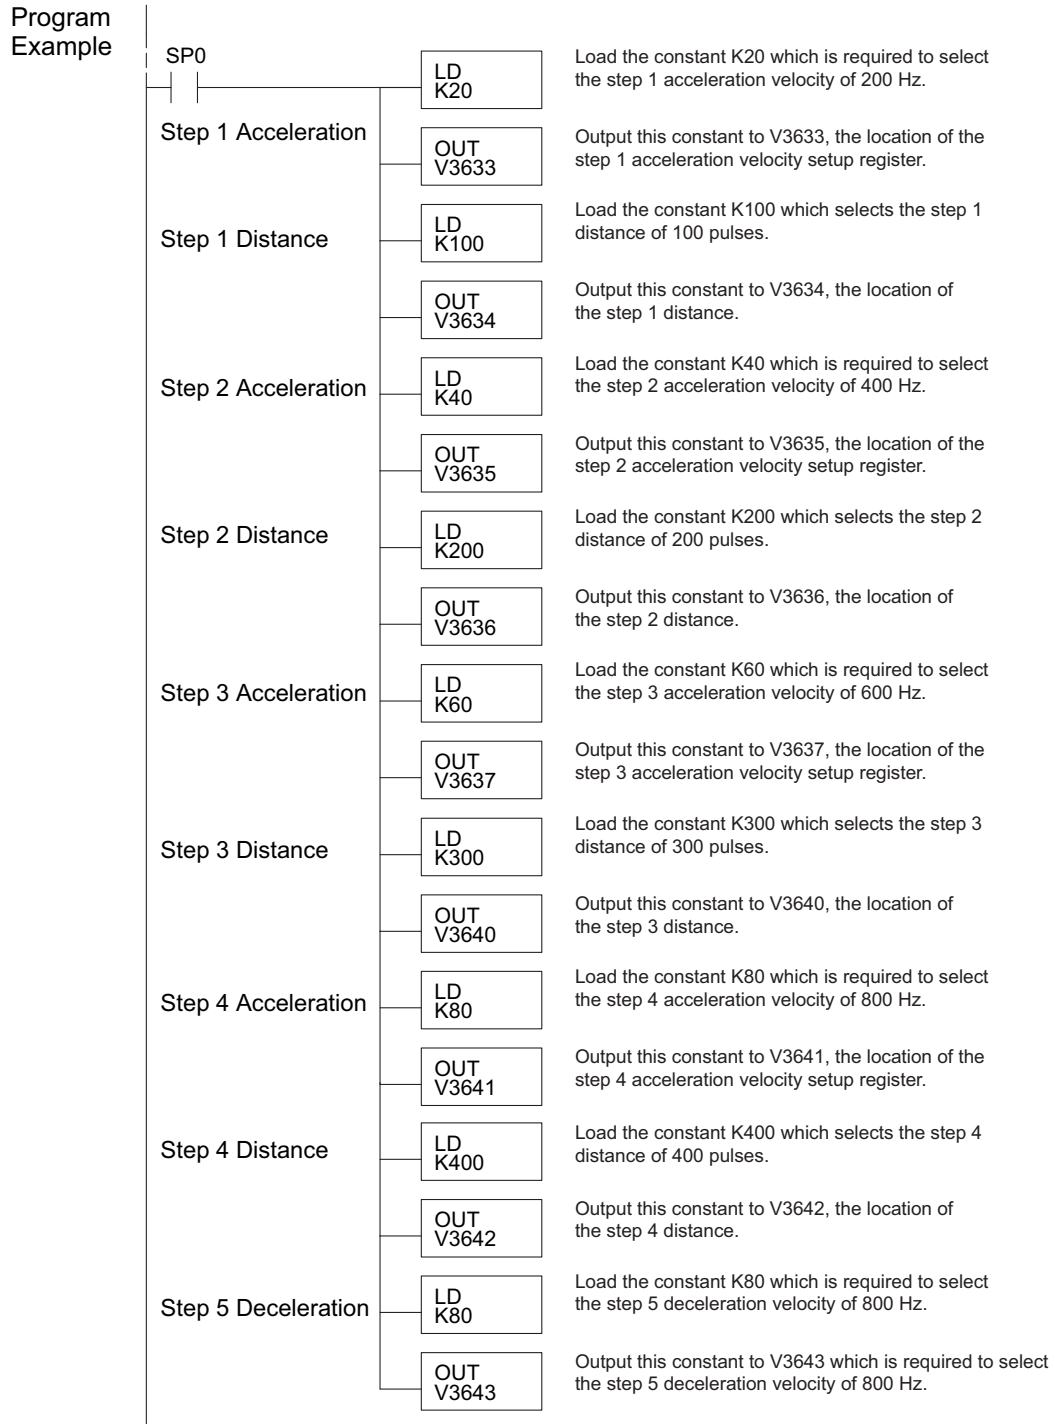 Program
Example
SP0
LD
K20
Load the constant K20 which is required to select
the step 1 acceleration velocity of 200 Hz.
Step 1 Acceleration
OUT
V3633
Output this constant to V3633, the location of the
step 1 acceleration velocity setup register.
Step 1 Distance
LD
K100
Load the constant K100 which selects the step 1
distance of 100 pulses.
OUT
V3634
Output this constant to V3634, the location of
the step 1 distance.
Step 2 Acceleration
LD
K40
Load the constant K40 which is required to select
the step 2 acceleration velocity of 400 Hz.
OUT
V3635
Output this constant to V3635, the location of the
step 2 acceleration velocity setup register.
Step 2 Distance
LD
K200
Load the constant K200 which selects the step 2
distance of 200 pulses.
OUT
V3636
Output this constant to V3636, the location of
the step 2 distance.
Step 3 Acceleration
LD
K60
Load the constant K60 which is required to select
the step 3 acceleration velocity of 600 Hz.
OUT
V3637
Output this constant to V3637, the location of the
step 3 acceleration velocity setup register.
Step 3 Distance
LD
K300
Load the constant K300 which selects the step 3
distance of 300 pulses.
OUT
V3640
Output this constant to V3640, the location of
the step 3 distance.
Step 4 Acceleration
LD
K80
Load the constant K80 which is required to select
the step 4 acceleration velocity of 800 Hz.
OUT
V3641
Output this constant to V3641, the location of the
step 4 acceleration velocity setup register.
Step 4 Distance
LD
K400
Load the constant K400 which selects the step 4
distance of 400 pulses.
OUT
V3642
Output this constant to V3642, the location of
the step 4 distance.
Step 5 Deceleration
LD
K80
Load the constant K80 which is required to select
the step 5 deceleration velocity of 800 Hz.
OUT
V3643
Output this constant to V3643 which is required to select
the step 5 deceleration velocity of 800 Hz.